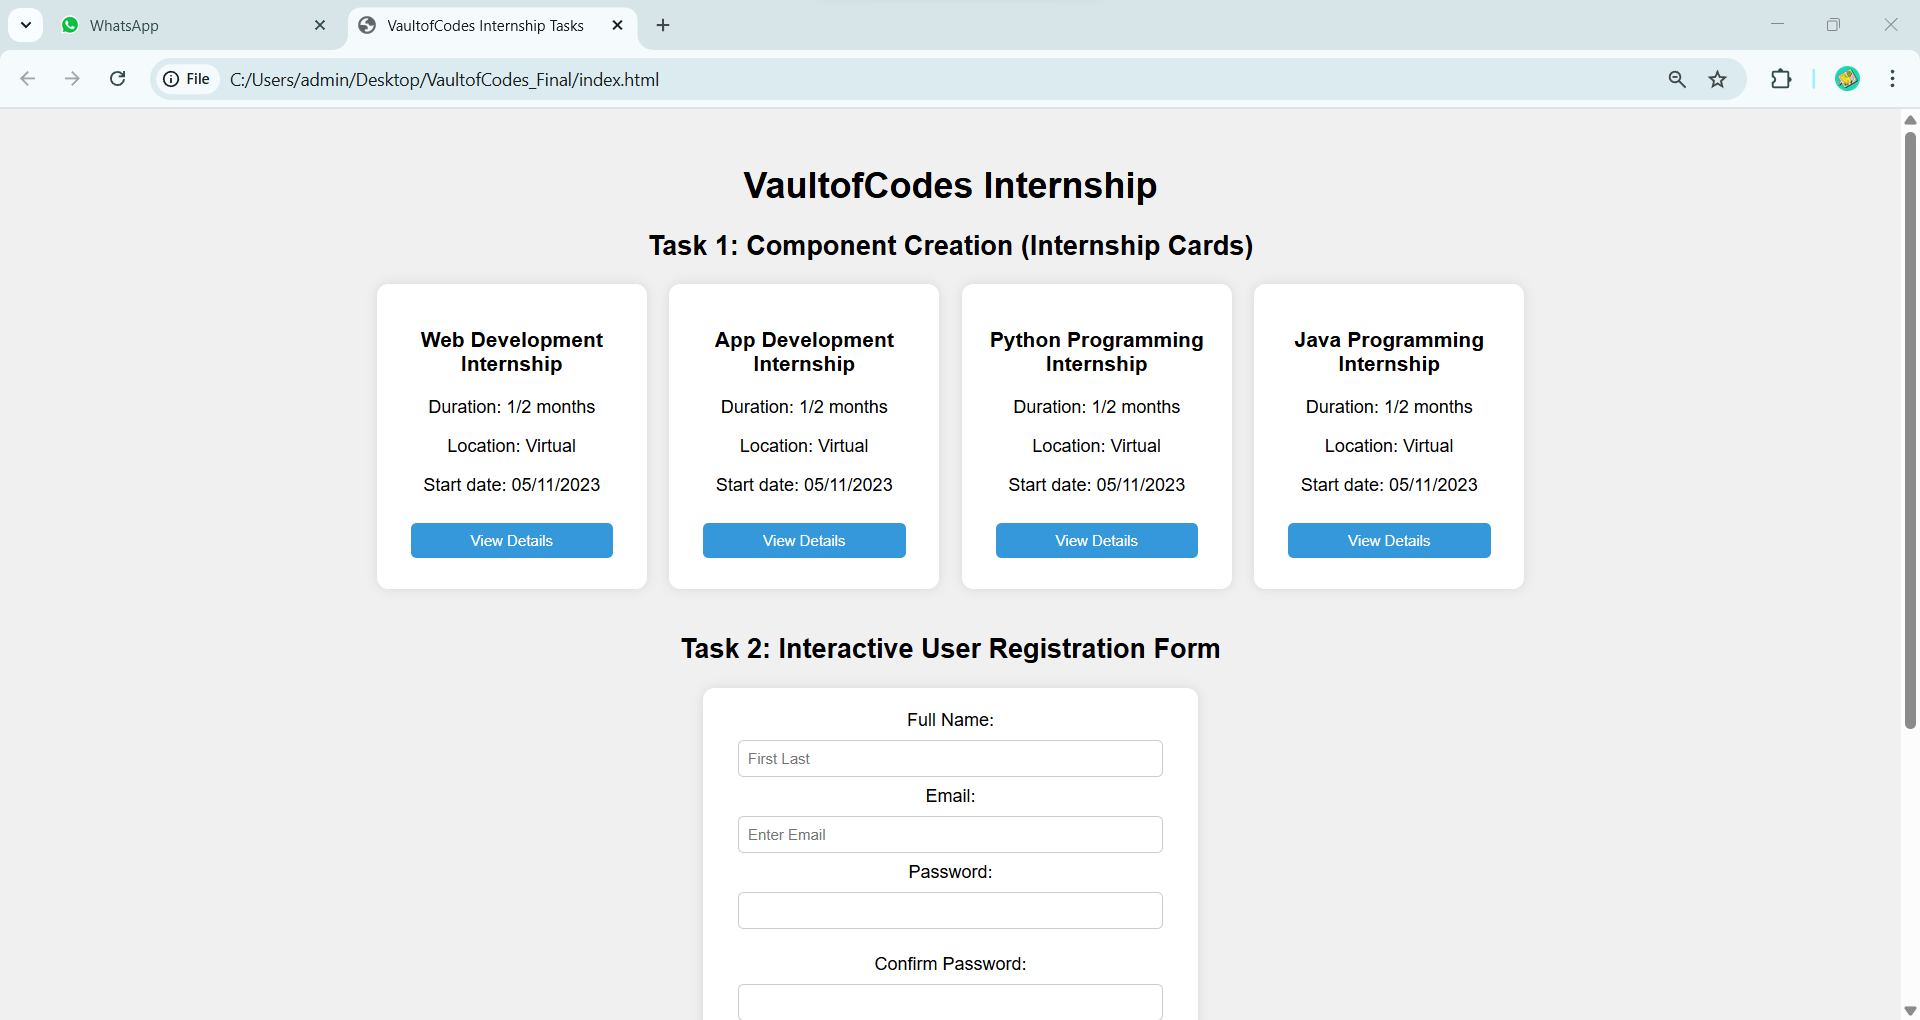 WhatsApp
VaultofCodes Internship Tasks
File
C:/Users/admin/Desktop/VaultofCodes_Final/index.html
VaultofCodes Internship
Task 1: Component Creation (Internship Cards)
Web Development
Internship
Duration: 1/2 months
Location: Virtual
Start date: 05/11/2023
View Details
App Development
Internship
Duration: 1/2 months
Location: Virtual
Start date: 05/11/2023
View Details
Python Programming
Internship
Duration: 1/2 months
Location: Virtual
Start date: 05/11/2023
View Details
Java Programming
Internship
Duration: 1/2 months
Location: Virtual
Start date: 05/11/2023
View Details
Task 2: Interactive User Registration Form
Full Name:
First Last
Email:
Enter Email
Password:
Confirm Password: